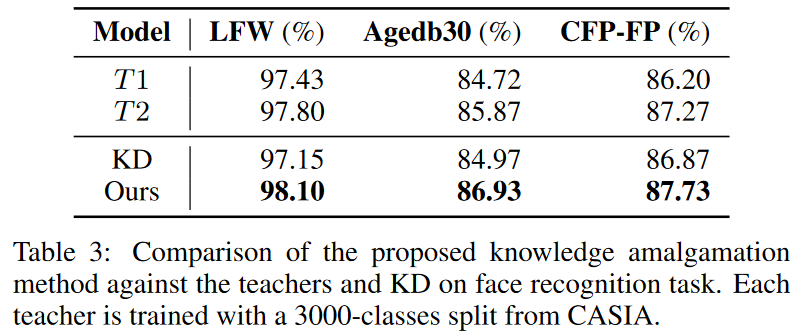 Model LFW (%) Agedb30 (%) CFP-FP (%)
T1 97.43 84.72 86.20
T2 97.80 85.87 87.27
KD 97.15 84.97 86.87
Ours 98.10 86.93 87.73
Table 3: Comparison of the proposed knowledge amalgamation
method against the teachers and KD on face recognition task. Each
teacher is trained with a 3000-classes split from CASIA.